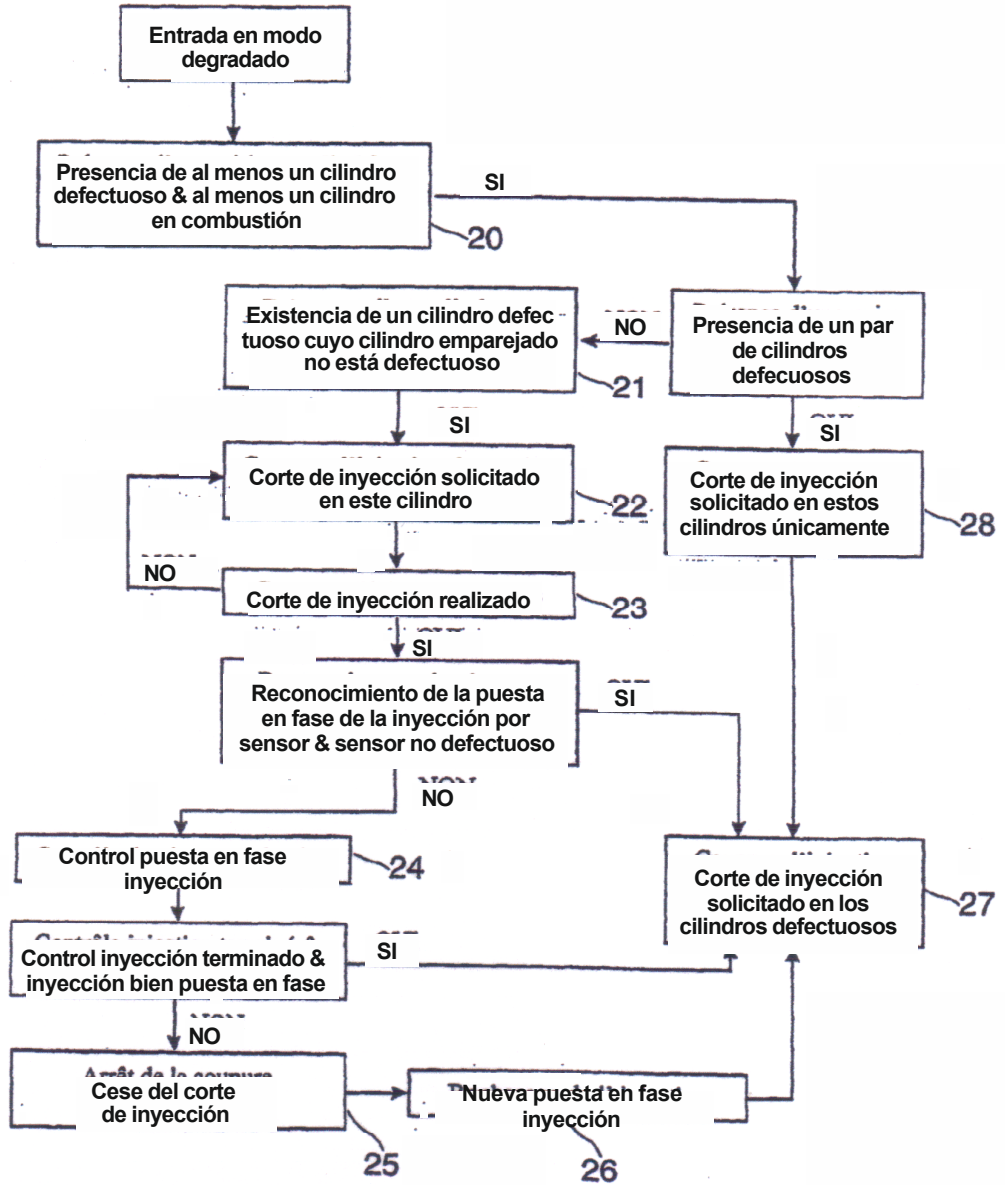 Entrada en modo
degradado
Presencia de al menos un cilindro
defectuoso & al menos un cilindro
en combustión
SI
20
Existencia de un cilindro defec
tuoso cuyo cilindro emparejado
no está defectuoso
21
NO
Presencia de un par
de cilindros
defecuosos
SI
SI
Corte de inyección solicitado
en este cilindro
22
Corte de inyección
solicitado en estos
cilindros únicamente
28
NO
Corte de inyección realizado
23
SI
Reconocimiento de la puesta
en fase de la inyección por
sensor & sensor no defectuoso
SI
NO
Control puesta en fase
inyección
24
Corte de inyección
solicitado en los
cilindros defectuosos
27
Control inyección terminado &
inyección bien puesta en fase
SI
NO
Cese del corte
de inyección
25
Nueva puesta en fase
inyección
26